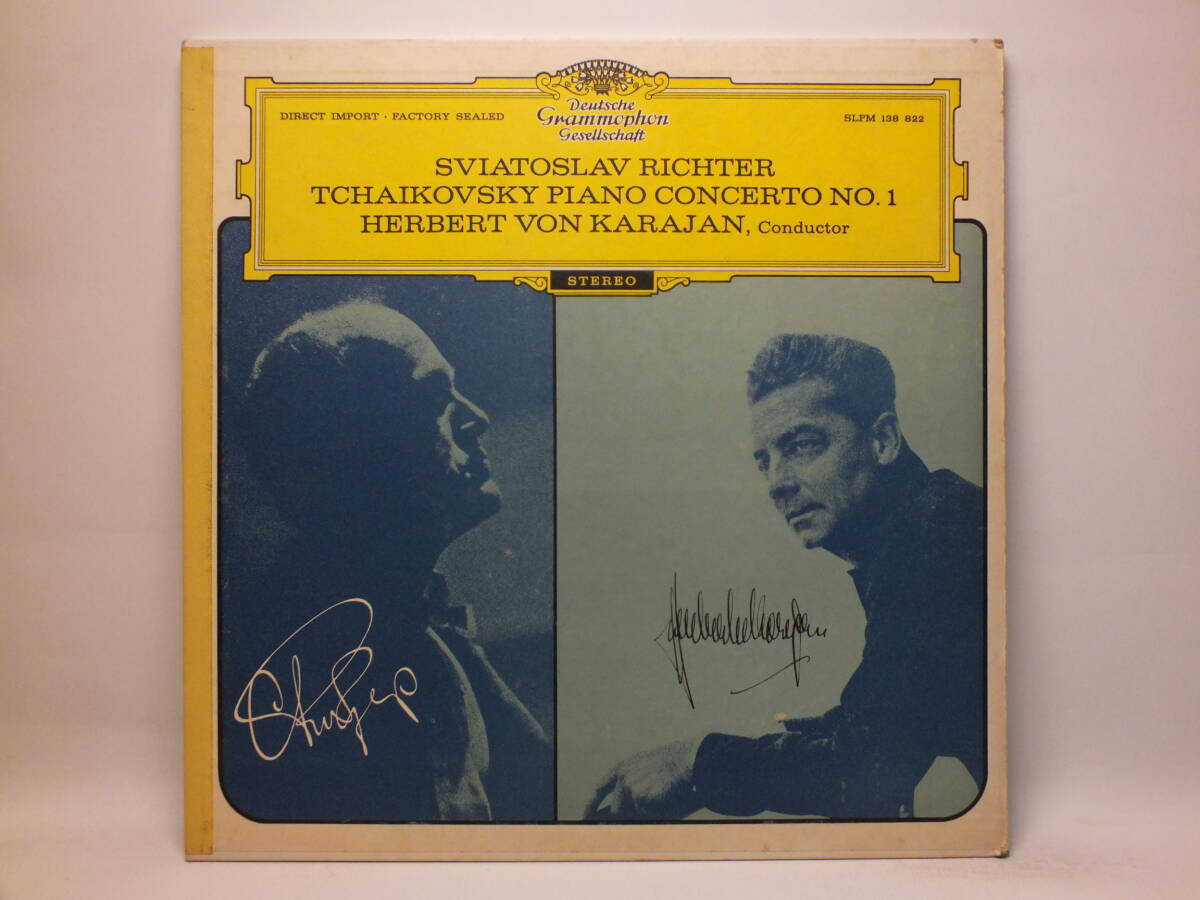 Deutsche
Grammophon
Gesellschaft
DIRECT IMPORT · FACTORY SEALED
SLPM 138 822
SVIATOSLAV RICHTER
TCHAIKOVSKY PIANO CONCERTO NO. 1
HERBERT VON KARAJAN, Conductor
STEREO